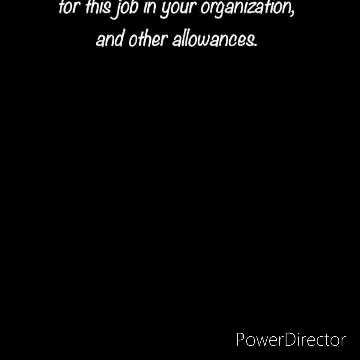 for this job in your organization,
and other allowances.
PowerDirector